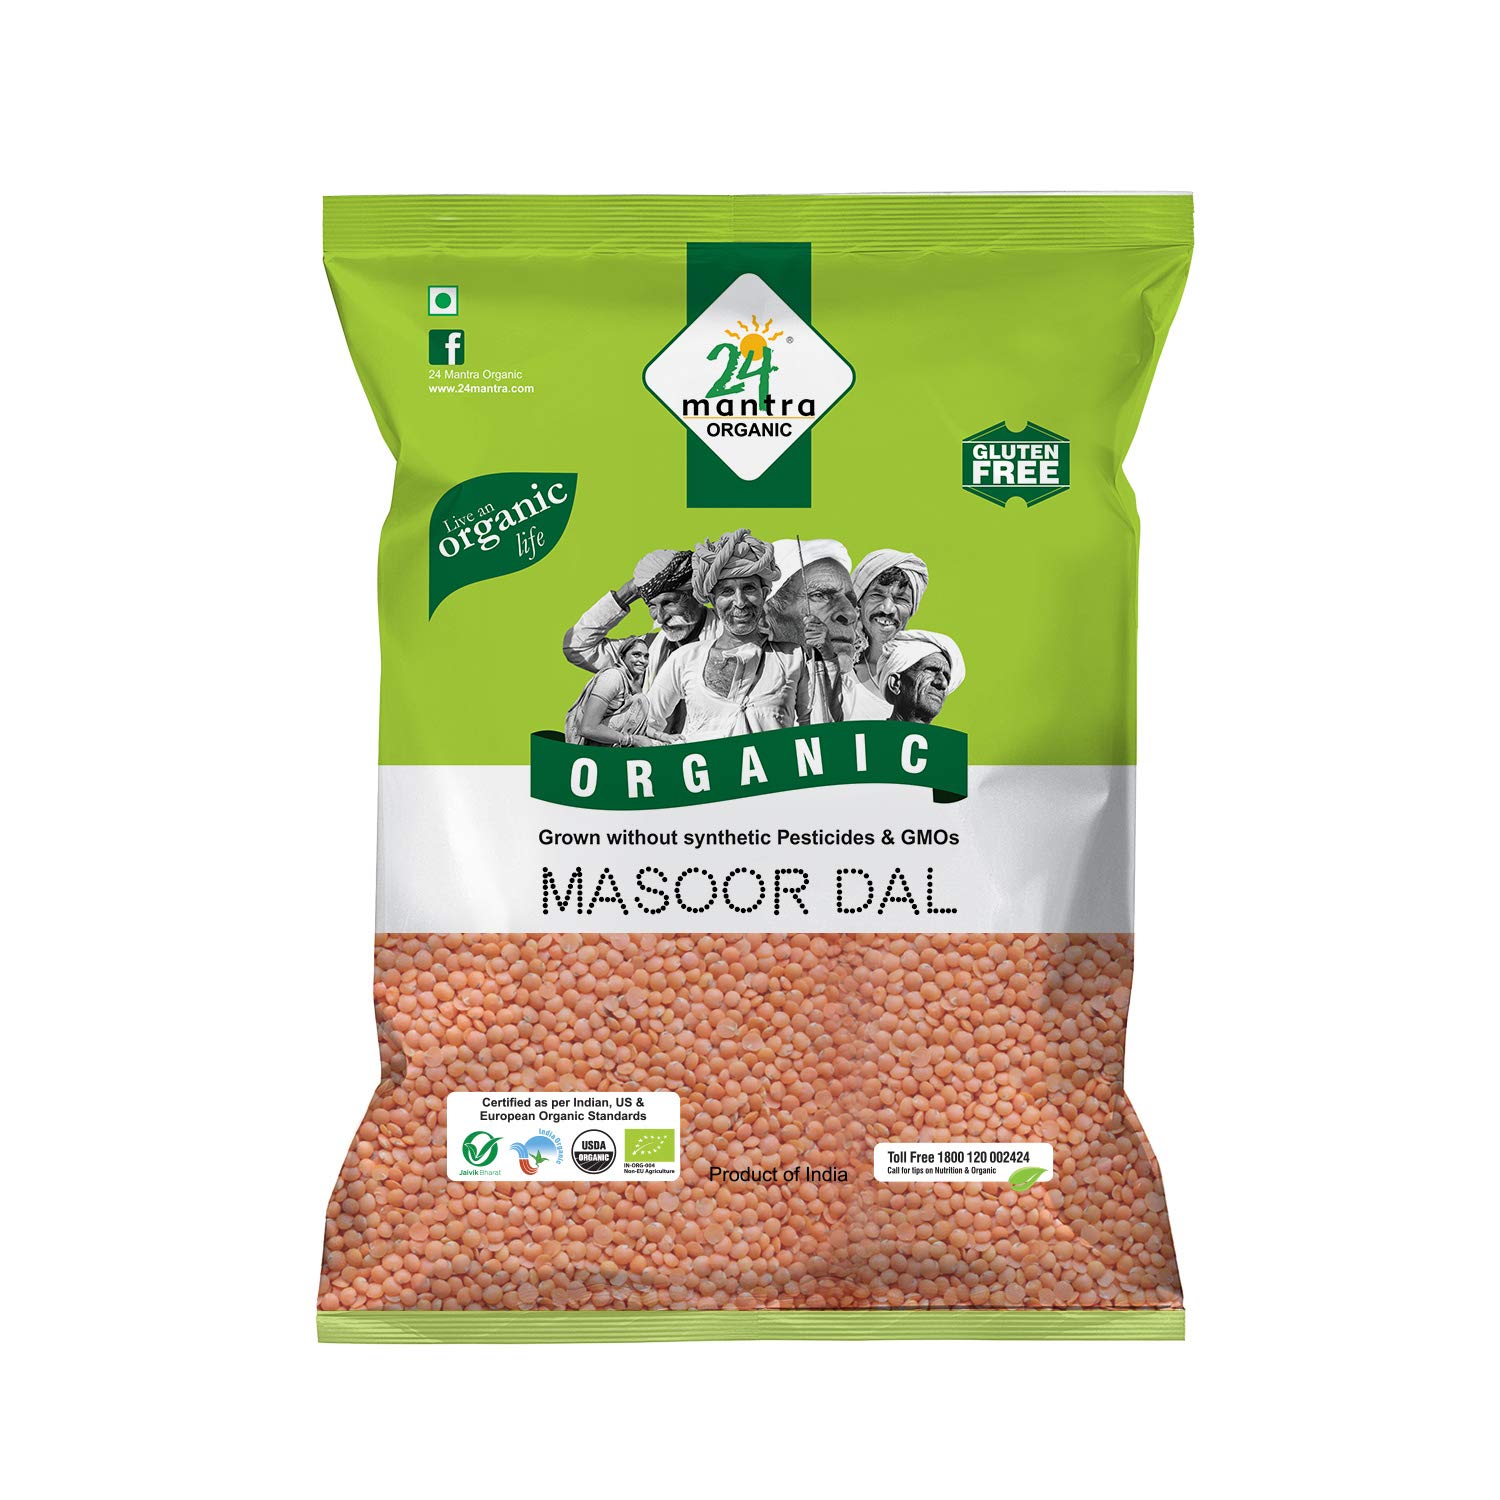 24
mantra
ORGANIC
®
f
24 Mantra Organic
www.24mantra.com
GLUTEN
FREE
Live an
organic
life
ORGANIC
Grown without synthetic Pesticides & GMOs
MASOOR DAL
Certified as per Indian, US &
European Organic Standards
Jaivik Bharat
India Organic
USDA
ORGANIC
IN-ORG-004
Non-EU Agriculture
Product of India
Toll Free 1800 120 002424
Call for tips on Nutrition & Organic